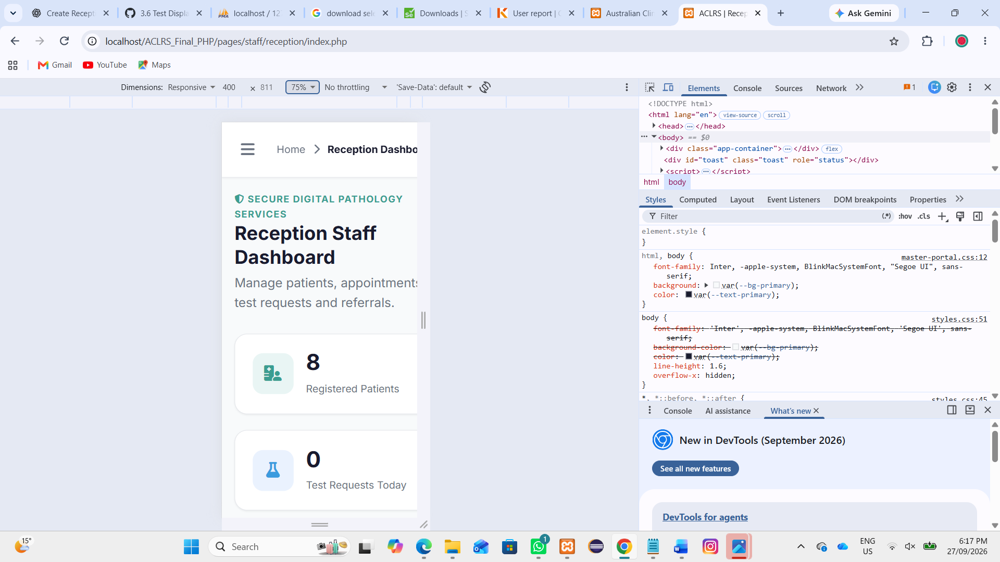 Create Recepti
3.6 Test Displa
localhost / 12
download sele
Downloads | S
User report | C
Australian Clin
ACLRS | Recep
Ask Gemini
localhost/ACLRS_Final_PHP/pages/staff/reception/index.php
Gmail
YouTube
Maps
Dimensions: Responsive 400 × 811 75% No throttling 'Save-Data': default
Elements Console Sources Network 1
<!DOCTYPE html>
<html lang="en"> view-source scroll
<head> ••• </head>
••• <body> == $0
<div class="app-container"> ••• </div> flex
<div id="toast" class="toast" role="status"></div>
<script> ••• </script>
html body
Styles Computed Layout Event Listeners DOM breakpoints Properties
Filter (.*) :hov .cls
element.style {
}
html, body { master-portal.css:12
font-family: Inter, -apple-system, BlinkMacSystemFont, "Segoe UI", sans-
serif;
background: var(--bg-primary);
color: var(--text-primary);
}
body { styles.css:51
font-family: 'Inter', -apple-system, BlinkMacSystemFont, 'Segoe UI', sans-
serif;
background-color: var(--bg-primary);
color: var(--text-primary);
line-height: 1.6;
overflow-x: hidden;
}
*, *::before, *::after { styles.css:45
Console AI assistance What's new
New in DevTools (September 2026)
See all new features
DevTools for agents
Home
Reception Dashbo
SECURE DIGITAL PATHOLOGY
SERVICES
Reception Staff
Dashboard
Manage patients, appointments
test requests and referrals.
8
Registered Patients
0
Test Requests Today
15°
Search
1
ENG
US
6:17 PM
27/09/2026